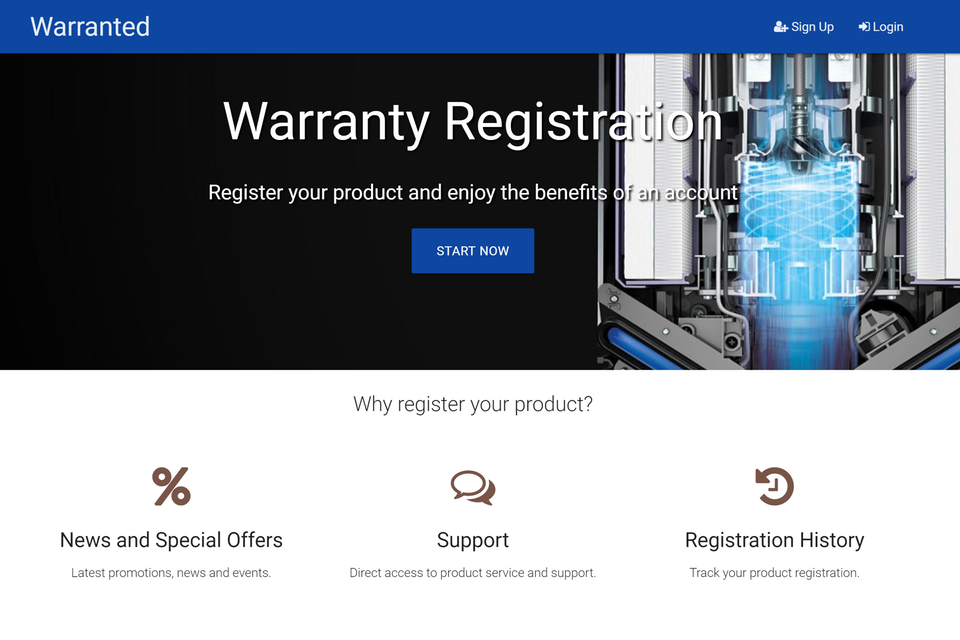 Warranted
Sign Up
Login
Warranty Registration
Register your product and enjoy the benefits of an account
START NOW
Why register your product?
News and Special Offers
Support
Registration History
Latest promotions, news and events.
Direct access to product service and support.
Track your product registration.